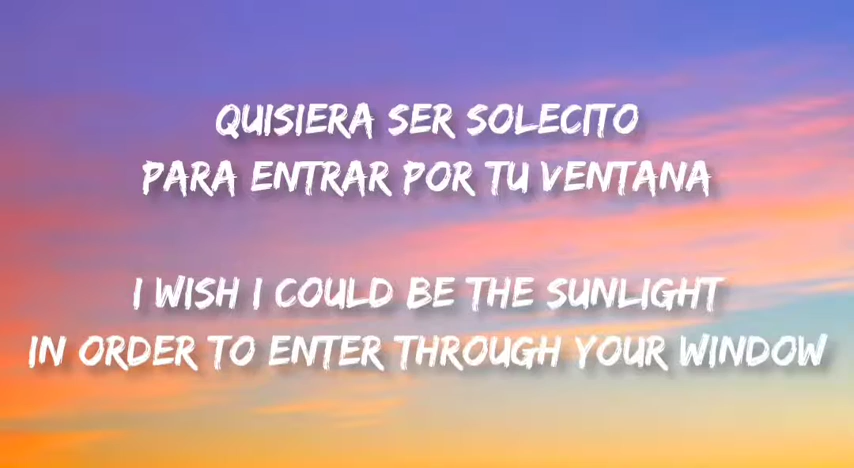 QUISIERA SER SOLECITO
PARA ENTRAR POR TU VENTANA
I WISH I COULD BE THE SUNLIGHT
IN ORDER TO ENTER THROUGH YOUR WINDOW